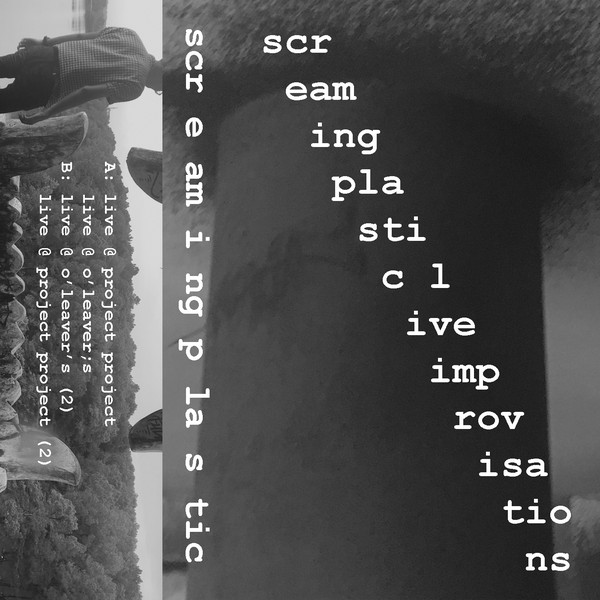 scr
eam
ing
pla
sti
c l
ive
imp
rov
isa
tio
ns
scr e am i ng p la s tic
A: live @ project project
live @ o'leaver;s
B: live @ o'leaver's (2)
live @ project project (2)